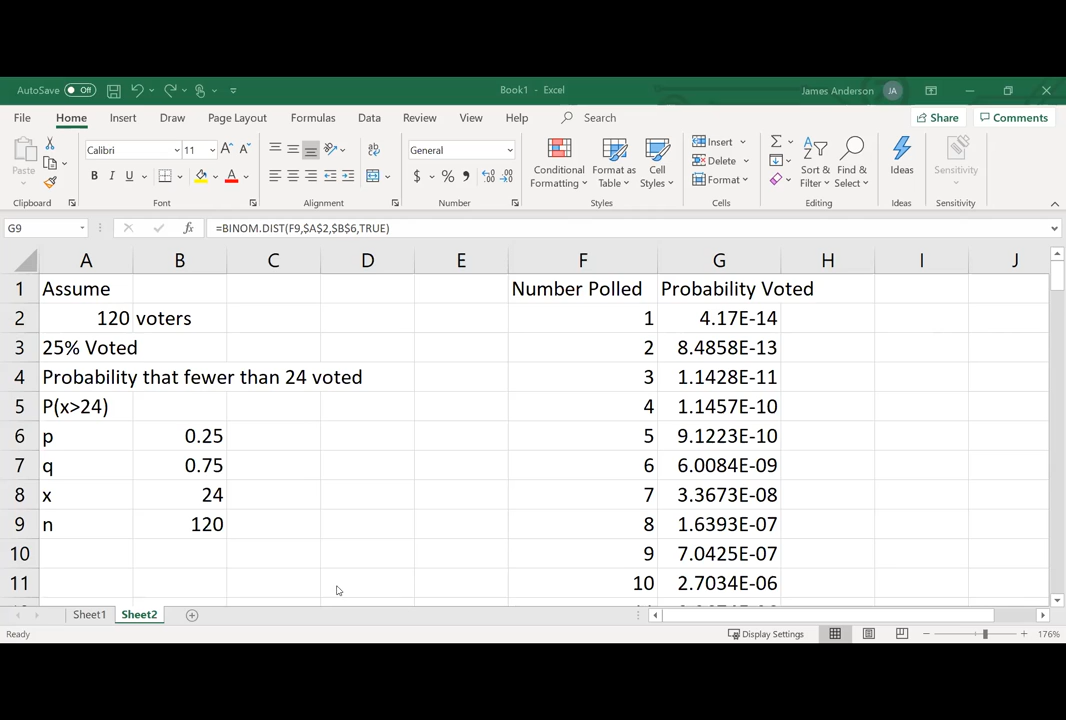 AutoSave Off Book1 - Excel James Anderson JA
File Home Insert Draw Page Layout Formulas Data Review View Help Search Share Comments
Paste Calibri 11 A A General Conditional Formatting Format as Table Cell Styles Insert Delete Format Sort & Filter Find & Select Ideas Sensitivity
B I U A $ % , 
Clipboard Font Alignment Number Styles Cells Editing Ideas Sensitivity
G9 fx =BINOM.DIST(F9,$A$2,$B$6,TRUE)
A B C D E F G H I J
1 Assume Number Polled Probability Voted
2 120 voters 1 4.17E-14
3 25% Voted 2 8.4858E-13
4 Probability that fewer than 24 voted 3 1.1428E-11
5 P(x>24) 4 1.1457E-10
6 p 0.25 5 9.1223E-10
7 q 0.75 6 6.0084E-09
8 x 24 7 3.3673E-08
9 n 120 8 1.6393E-07
10 9 7.0425E-07
11 10 2.7034E-06
Sheet1 Sheet2
Ready Display Settings 176%